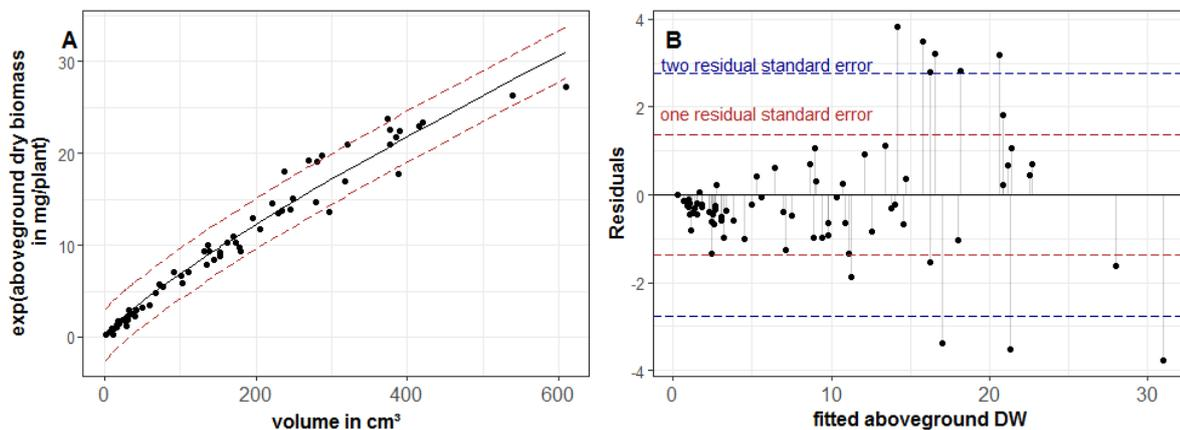 A
exp(aboveground dry biomass
in mg/plant)
30
20
10
0
0
200
400
600
volume in cm³
B
two residual standard error
one residual standard error
Residuals
4
2
0
-2
-4
0
10
20
30
fitted aboveground DW